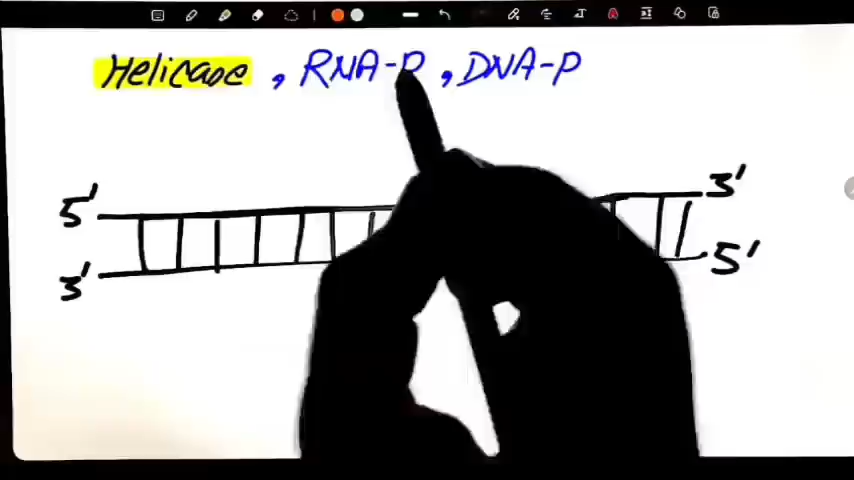 Helicase, RNA-P, DNA-P
5' 3'
3' 5'